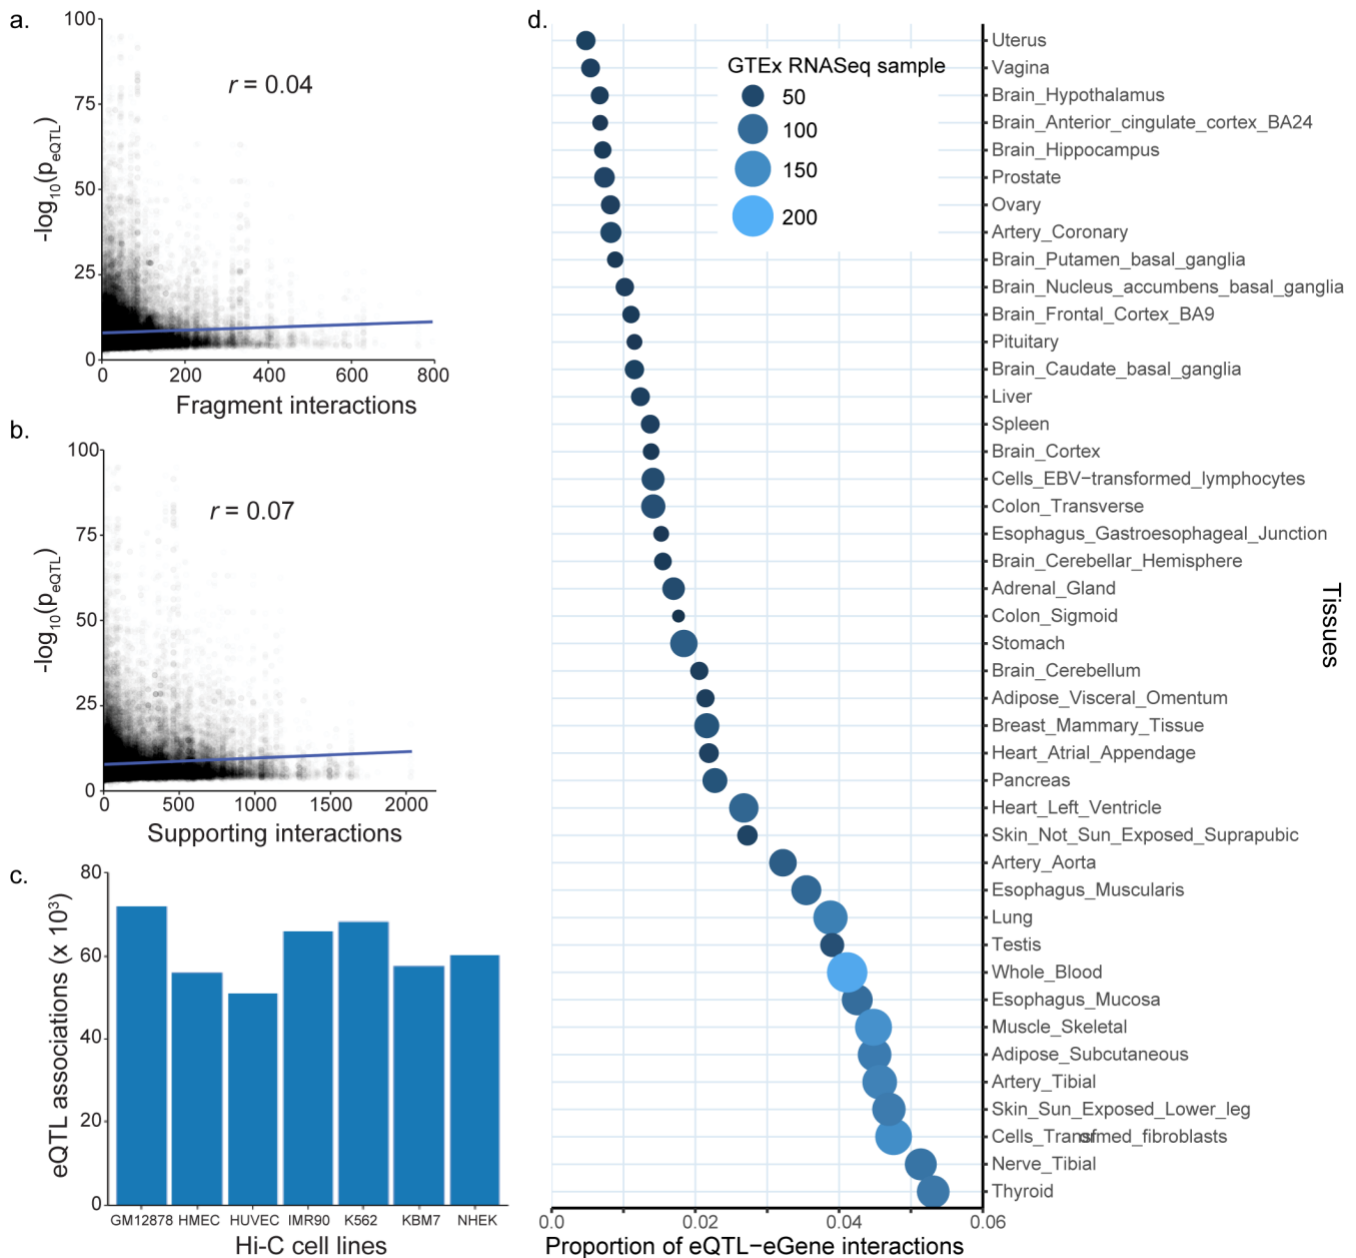 a.
100
75
50
25
0
-log10(peQTL)
r = 0.04
0 200 400 600 800
Fragment interactions
b.
100
75
50
25
0
-log10(peQTL)
r = 0.07
0 500 1000 1500 2000
Supporting interactions
c.
80
60
40
20
0
eQTL associations (x 10³)
GM12878 HMEC HUVEC IMR90 K562 KBM7 NHEK
Hi-C cell lines
d.
GTEx RNASeq sample
50
100
150
200
Uterus
Vagina
Brain_Hypothalamus
Brain_Anterior_cingulate_cortex_BA24
Brain_Hippocampus
Prostate
Ovary
Artery_Coronary
Brain_Putamen_basal_ganglia
Brain_Nucleus_accumbens_basal_ganglia
Brain_Frontal_Cortex_BA9
Pituitary
Brain_Caudate_basal_ganglia
Liver
Spleen
Brain_Cortex
Cells_EBV−transformed_lymphocytes
Colon_Transverse
Esophagus_Gastroesophageal_Junction
Brain_Cerebellar_Hemisphere
Adrenal_Gland
Colon_Sigmoid
Stomach
Brain_Cerebellum
Adipose_Visceral_Omentum
Breast_Mammary_Tissue
Heart_Atrial_Appendage
Pancreas
Heart_Left_Ventricle
Skin_Not_Sun_Exposed_Suprapubic
Artery_Aorta
Esophagus_Muscularis
Lung
Testis
Whole_Blood
Esophagus_Mucosa
Muscle_Skeletal
Adipose_Subcutaneous
Artery_Tibial
Skin_Sun_Exposed_Lower_leg
Nerve_Tibial
Thyroid
Tissues
0.0 0.02 0.04 0.06
Proportion of eQTL−eGene interactions